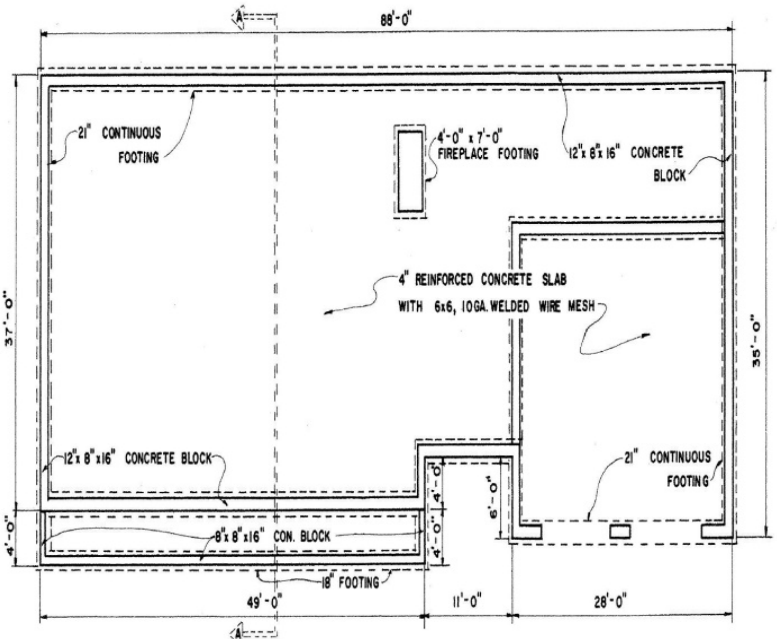 A
88'-0"
21" CONTINUOUS
FOOTING
4'-0" x 7'-0"
FIREPLACE FOOTING
12"x 8"x 16" CONCRETE
BLOCK
4" REINFORCED CONCRETE SLAB
WITH 6x6, 10GA. WELDED WIRE MESH
37'-0"
35'-0"
12"x 8"x16" CONCRETE BLOCK
21" CONTINUOUS
FOOTING
4'-0"
6'-0"
4'-0"
8"x 8"x16" CON. BLOCK
4'-0"
18" FOOTING
49'-0"
11'-0"
28'-0"
A